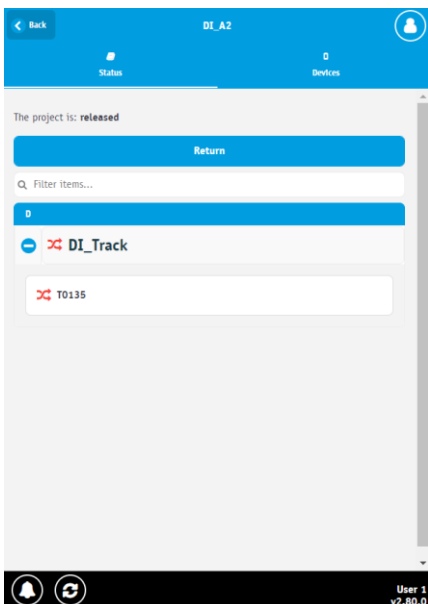 Back
DI_A2
Status
Devices
The project is: released
Return
Filter items...
D
DI_Track
T0135
User 1
v2.80.0